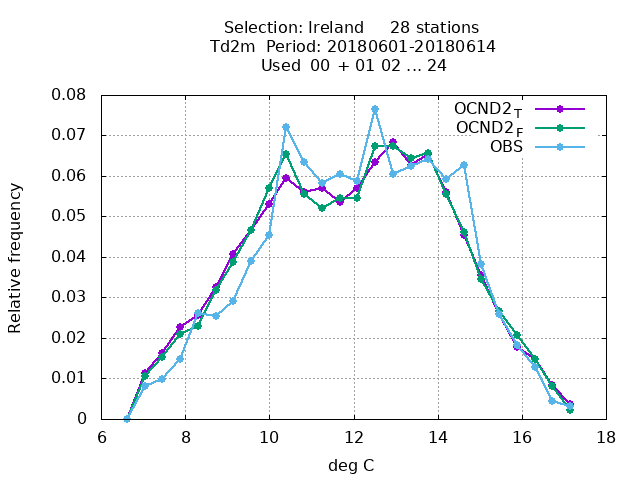 Selection: Ireland     28 stations
Td2m  Period: 20180601-20180614
Used  00  + 01 02 ... 24
0.08
0.07
0.06
0.05
0.04
0.03
0.02
0.01
0
Relative frequency
OCND2_T
OCND2_F
OBS
6 8 10 12 14 16 18
deg C